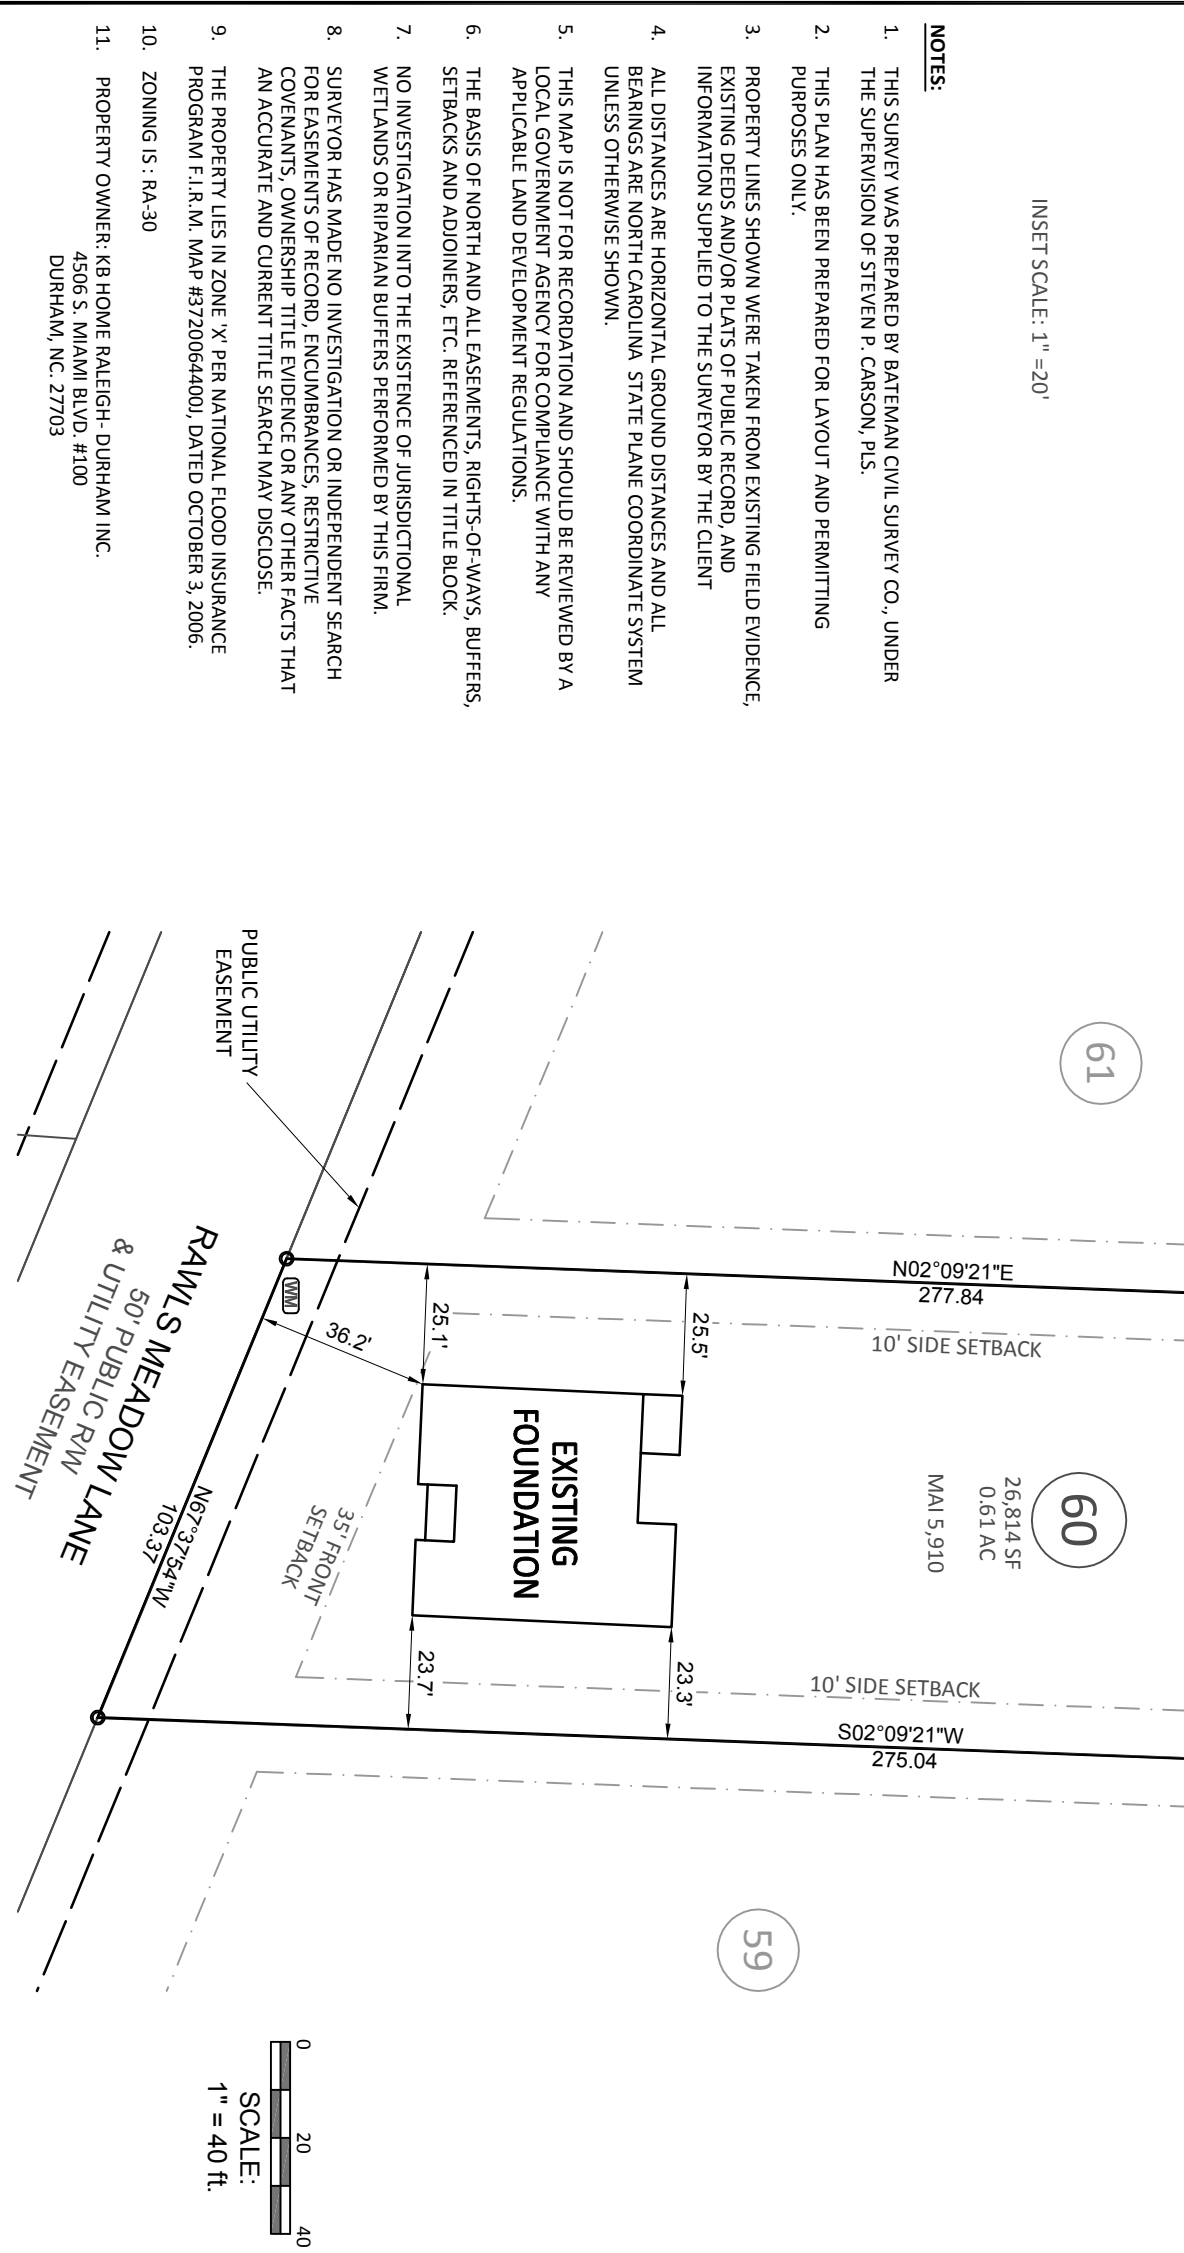 INSET SCALE: 1" =20'
NOTES:
1. THIS SURVEY WAS PREPARED BY BATEMAN CIVIL SURVEY CO., UNDER
THE SUPERVISION OF STEVEN P. CARSON, PLS.
2. THIS PLAN HAS BEEN PREPARED FOR LAYOUT AND PERMITTING
PURPOSES ONLY.
3. PROPERTY LINES SHOWN WERE TAKEN FROM EXISTING FIELD EVIDENCE,
EXISTING DEEDS AND/OR PLATS OF PUBLIC RECORD, AND
INFORMATION SUPPLIED TO THE SURVEYOR BY THE CLIENT
4. ALL DISTANCES ARE HORIZONTAL GROUND DISTANCES AND ALL
BEARINGS ARE NORTH CAROLINA STATE PLANE COORDINATE SYSTEM
UNLESS OTHERWISE SHOWN.
5. THIS MAP IS NOT FOR RECORDATION AND SHOULD BE REVIEWED BY A
LOCAL GOVERNMENT AGENCY FOR COMPLIANCE WITH ANY
APPLICABLE LAND DEVELOPMENT REGULATIONS.
6. THE BASIS OF NORTH AND ALL EASEMENTS, RIGHTS-OF-WAYS, BUFFERS,
SETBACKS AND ADJOINERS, ETC. REFERENCED IN TITLE BLOCK.
7. NO INVESTIGATION INTO THE EXISTENCE OF JURISDICTIONAL
WETLANDS OR RIPARIAN BUFFERS PERFORMED BY THIS FIRM.
8. SURVEYOR HAS MADE NO INVESTIGATION OR INDEPENDENT SEARCH
FOR EASEMENTS OF RECORD, ENCUMBRANCES, RESTRICTIVE
COVENANTS, OWNERSHIP TITLE EVIDENCE OR ANY OTHER FACTS THAT
AN ACCURATE AND CURRENT TITLE SEARCH MAY DISCLOSE.
9. THE PROPERTY LIES IN ZONE 'X' PER NATIONAL FLOOD INSURANCE
PROGRAM F.I.R.M. MAP #3720064400J, DATED OCTOBER 3, 2006.
10. ZONING IS : RA-30
11. PROPERTY OWNER: KB HOME RALEIGH- DURHAM INC.
4506 S. MIAMI BLVD. #100
DURHAM, NC. 27703
61
N02°09'21"E
277.84
10' SIDE SETBACK
60
26,814 SF
0.61 AC
MAI 5,910
25.5'
25.1'
36.2'
WM
EXISTING
FOUNDATION
35' FRONT
SETBACK
23.3'
23.7'
10' SIDE SETBACK
S02°09'21"W
275.04
59
PUBLIC UTILITY
EASEMENT
N67°37'54"W
103.37
RAWLS MEADOW LANE
50' PUBLIC R/W
& UTILITY EASEMENT
0 20 40
SCALE:
1" = 40 ft.